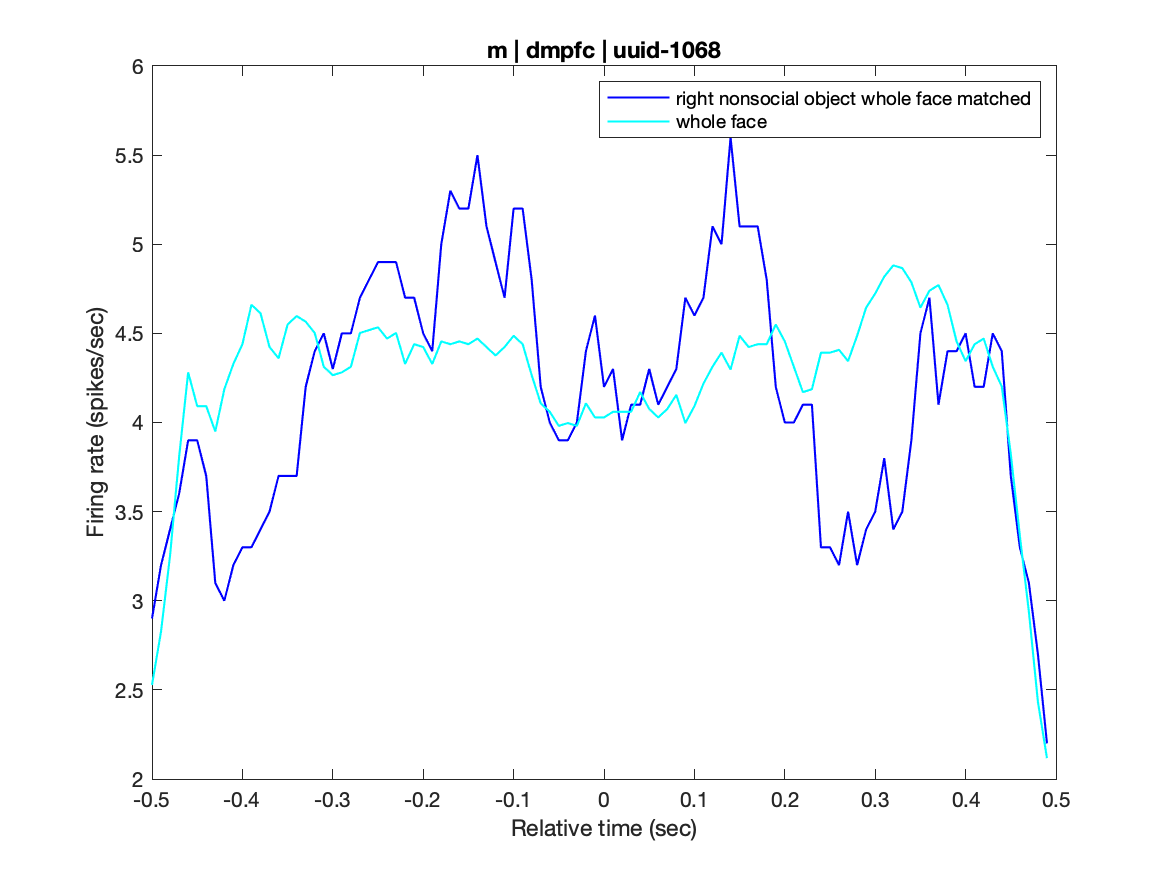 m | dmpfc | uuid-1068
6
right nonsocial object whole face matched
whole face
5.5
5
4.5
4
3.5
3
2.5
2
Firing rate (spikes/sec)
-0.5 -0.4 -0.3 -0.2 -0.1 0 0.1 0.2 0.3 0.4 0.5
Relative time (sec)